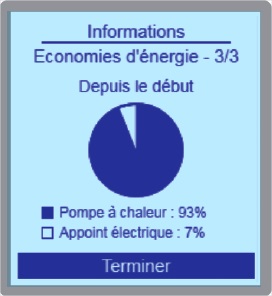 Informations
Economies d'énergie - 3/3
Depuis le début
Pompe à chaleur : 93%
Appoint électrique : 7%
Terminer